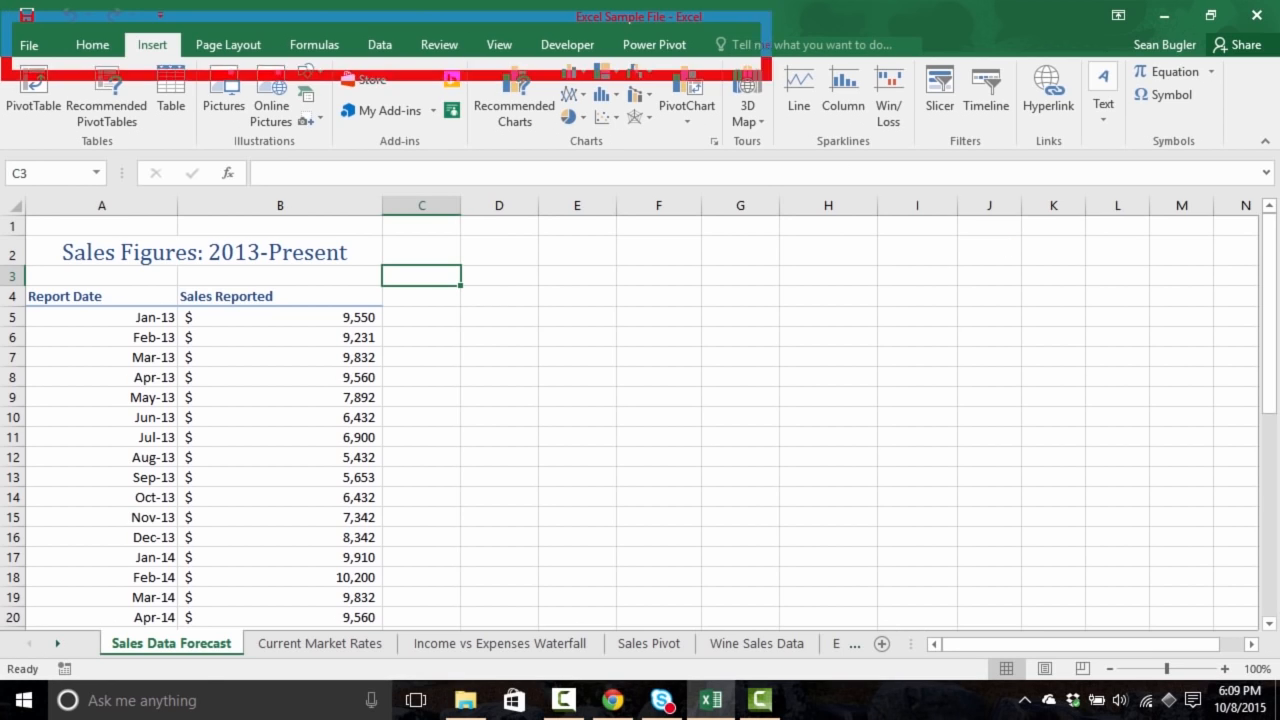 Excel Sample File - Excel
File Home Insert Page Layout Formulas Data Review View Developer Power Pivot Tell me what you want to do... Sean Bugler Share
Store π Equation
My Add-ins Ω Symbol
PivotTable Recommended PivotTables Table Pictures Online Pictures Recommended Charts PivotChart 3D Map Line Column Win/Loss Slicer Timeline Hyperlink A Text
Tables Illustrations Add-ins Charts Tours Sparklines Filters Links Symbols
C3 fx
A B C D E F G H I J K L M N
1
2 Sales Figures: 2013-Present
3
4 Report Date Sales Reported
5 Jan-13 $ 9,550
6 Feb-13 $ 9,231
7 Mar-13 $ 9,832
8 Apr-13 $ 9,560
9 May-13 $ 7,892
10 Jun-13 $ 6,432
11 Jul-13 $ 6,900
12 Aug-13 $ 5,432
13 Sep-13 $ 5,653
14 Oct-13 $ 6,432
15 Nov-13 $ 7,342
16 Dec-13 $ 8,342
17 Jan-14 $ 9,910
18 Feb-14 $ 10,200
19 Mar-14 $ 9,832
20 Apr-14 $ 9,560
Sales Data Forecast Current Market Rates Income vs Expenses Waterfall Sales Pivot Wine Sales Data E ...
Ready 100%
Ask me anything 6:09 PM
10/8/2015